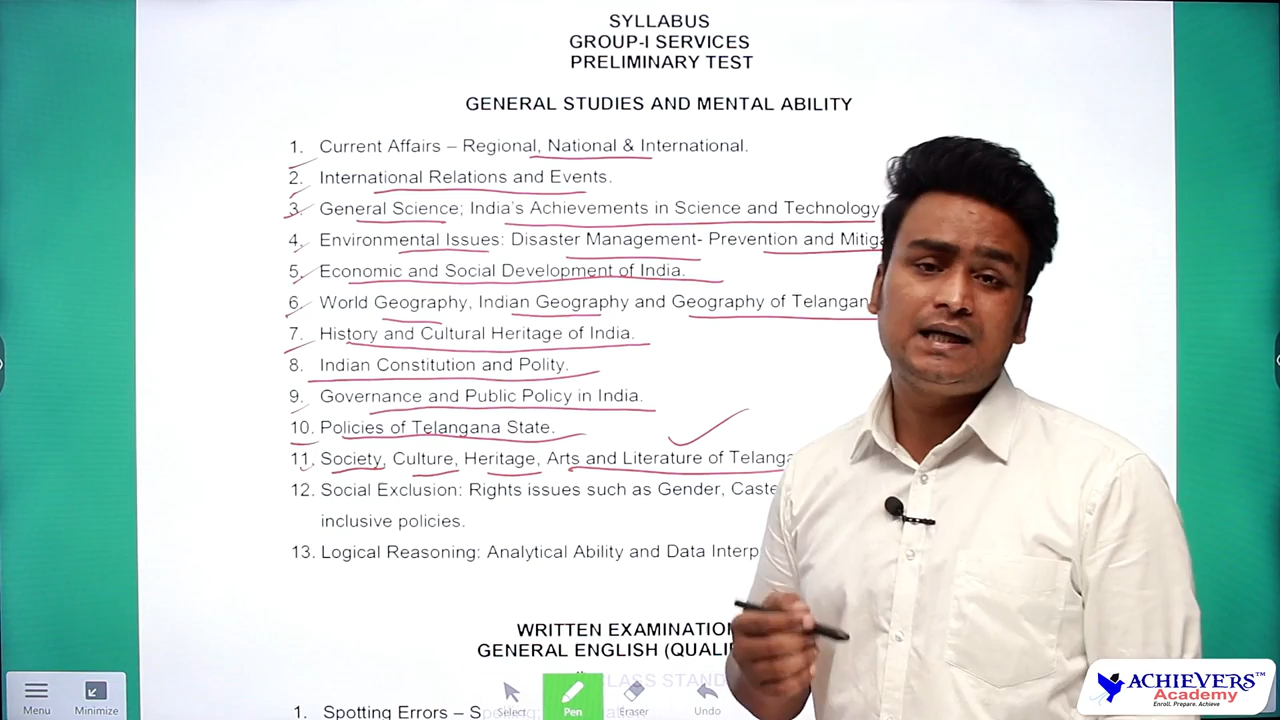 SYLLABUS
GROUP-I SERVICES
PRELIMINARY TEST
GENERAL STUDIES AND MENTAL ABILITY
1. Current Affairs – Regional, National & International.
2. International Relations and Events.
3. General Science; India's Achievements in Science and Technology
4. Environmental Issues: Disaster Management- Prevention and Mitiga
5. Economic and Social Development of India.
6. World Geography, Indian Geography and Geography of Telangan
7. History and Cultural Heritage of India.
8. Indian Constitution and Polity.
9. Governance and Public Policy in India.
10. Policies of Telangana State.
11. Society, Culture, Heritage, Arts and Literature of Telanga
12. Social Exclusion: Rights issues such as Gender, Caste
inclusive policies.
13. Logical Reasoning: Analytical Ability and Data Interp
WRITTEN EXAMINATION
GENERAL ENGLISH (QUALI
CLASS STAND
1. Spotting Errors – Sp
Menu
Minimize
Select
Pen
Eraser
Undo
ACHIEVERS™
Academy
Enroll. Prepare. Achieve